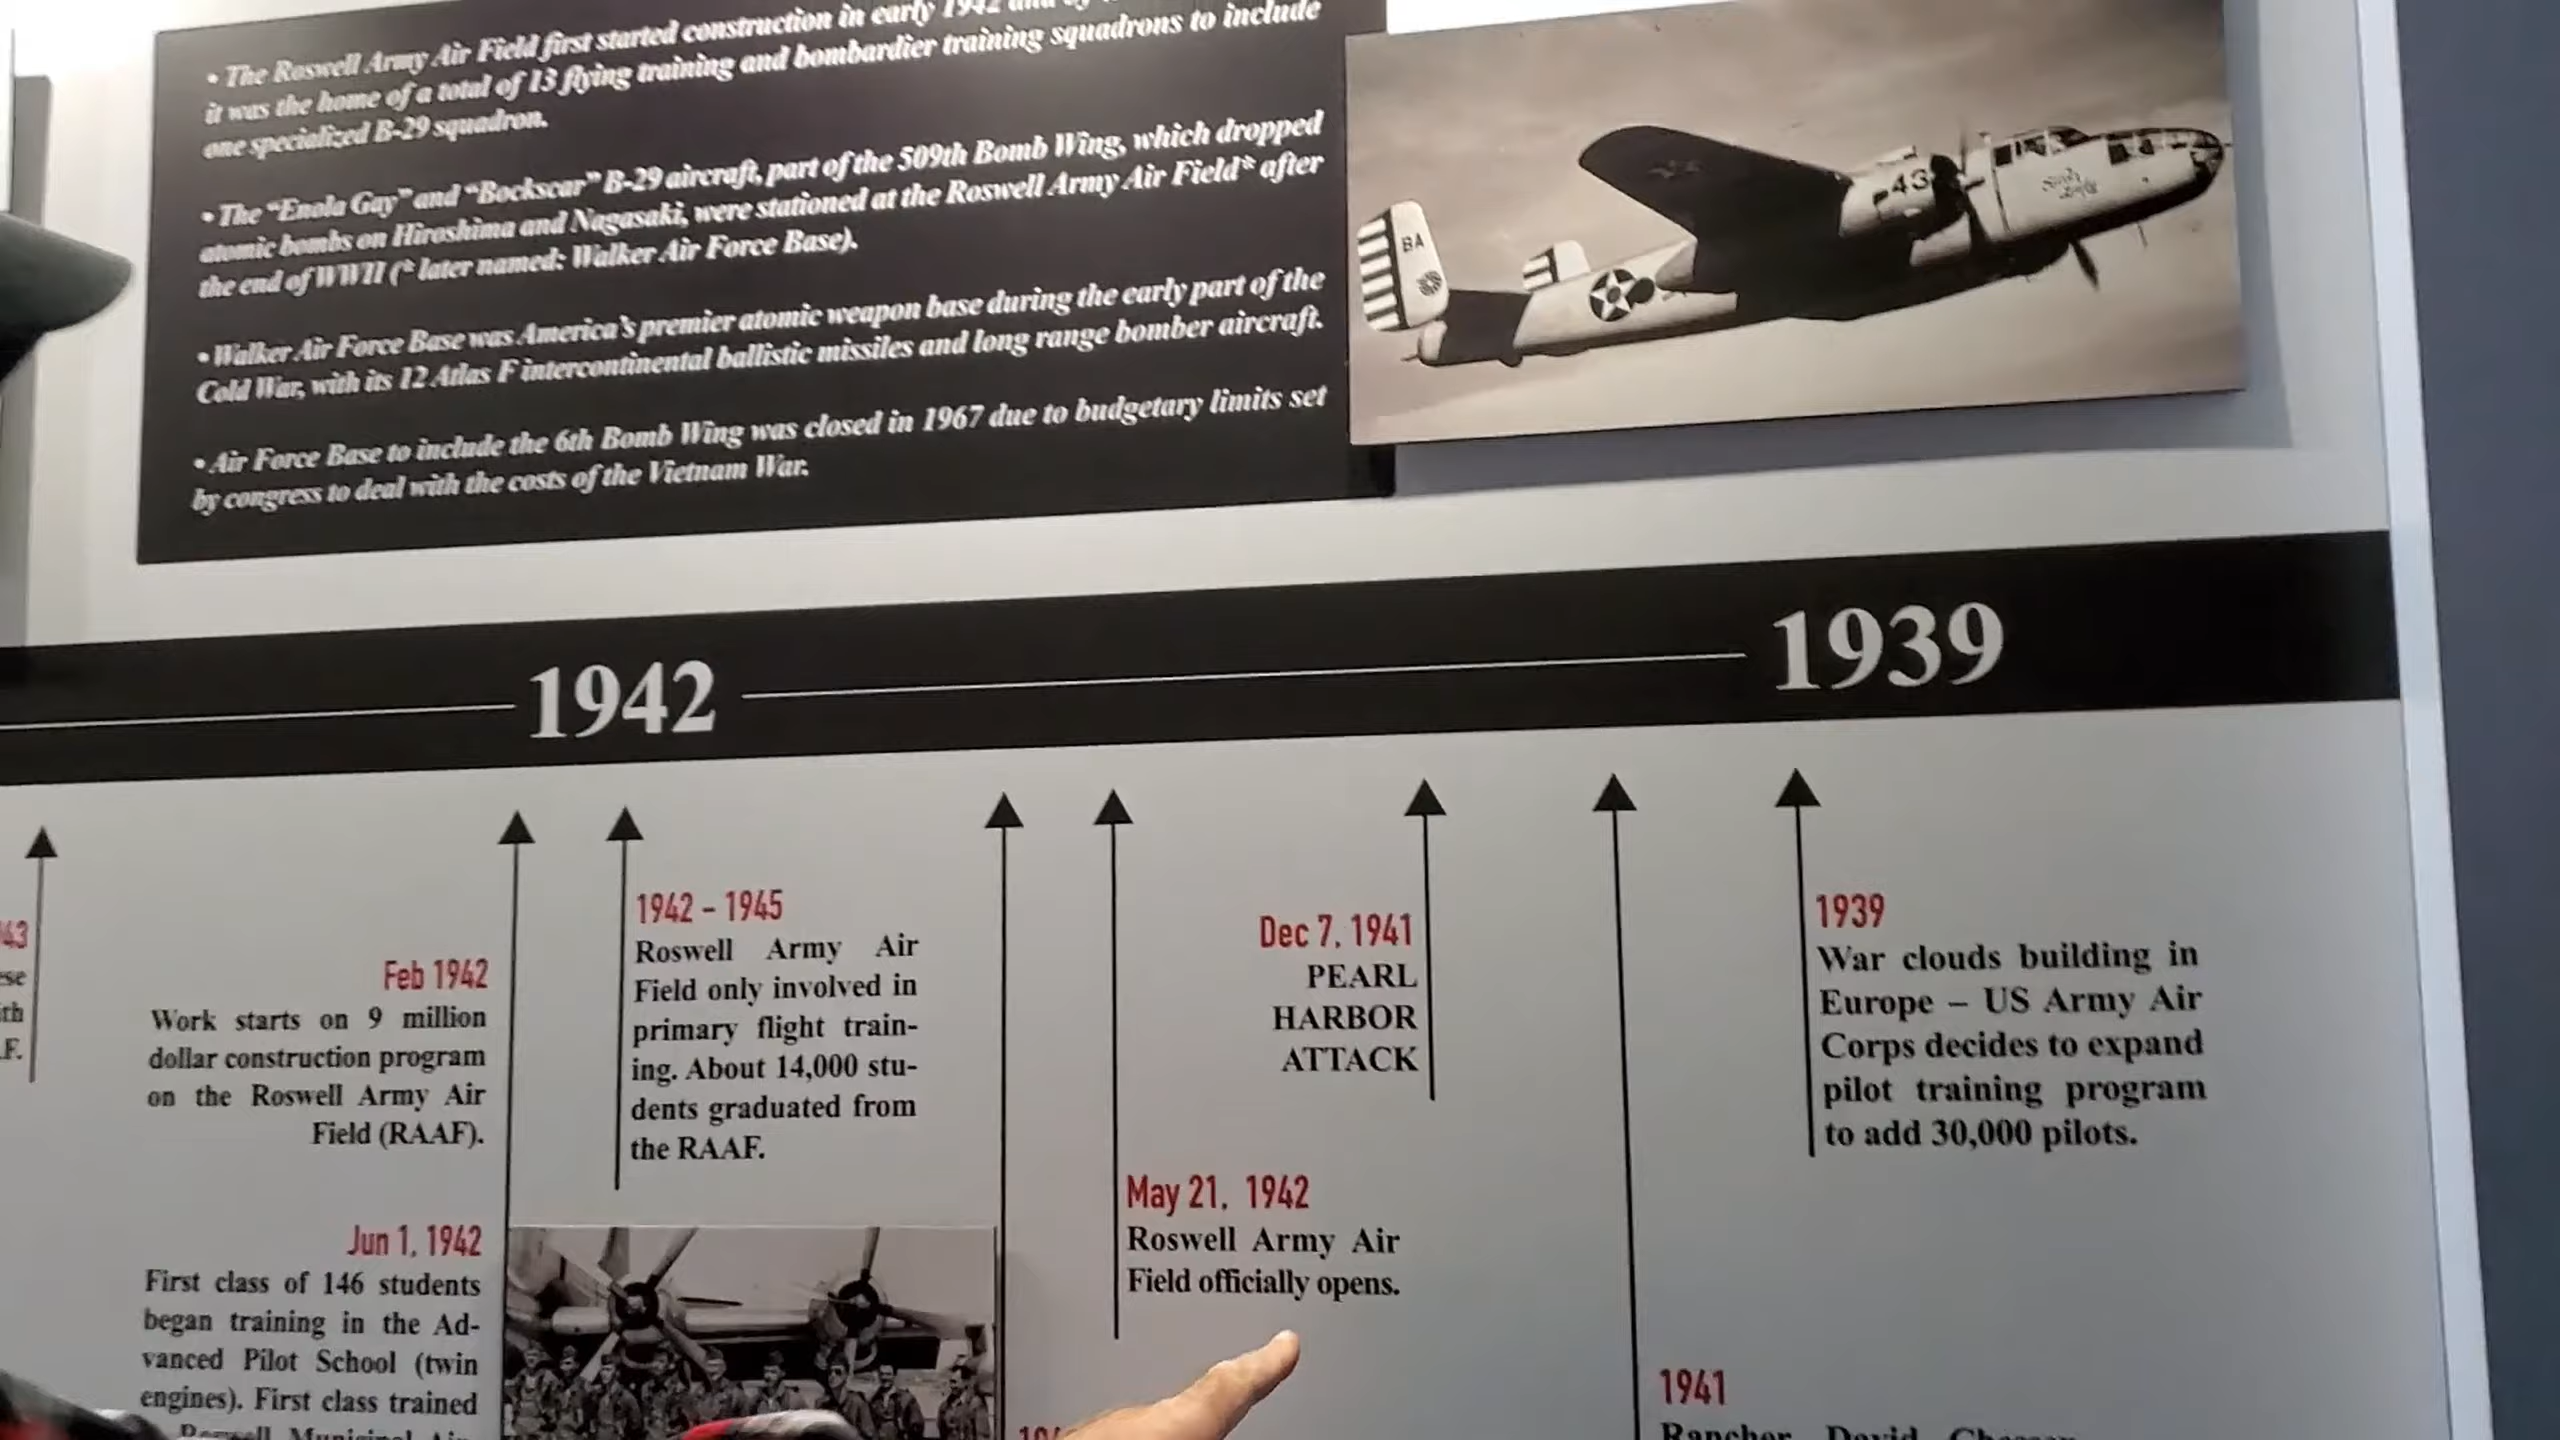 • The Roswell Army Air Field first started construction in early 1942 and by
it was the home of a total of 13 flying training and bombardier training squadrons to include
one specialized B-29 squadron.
• The “Enola Gay” and “Bockscar” B-29 aircraft, part of the 509th Bomb Wing, which dropped
atomic bombs on Hiroshima and Nagasaki, were stationed at the Roswell Army Air Field* after
the end of WWII (* later named: Walker Air Force Base).
• Walker Air Force Base was America’s premier atomic weapon base during the early part of the
Cold War, with its 12 Atlas F intercontinental ballistic missiles and long range bomber aircraft.
• Air Force Base to include the 6th Bomb Wing was closed in 1967 due to budgetary limits set
by congress to deal with the costs of the Vietnam War.
43
BA
1942
1939
43
ese
th
F.
Feb 1942
Work starts on 9 million
dollar construction program
on the Roswell Army Air
Field (RAAF).
Jun 1, 1942
First class of 146 students
began training in the Ad-
vanced Pilot School (twin
engines). First class trained
Roswell Municipal Air-
1942 - 1945
Roswell Army Air
Field only involved in
primary flight train-
ing. About 14,000 stu-
dents graduated from
the RAAF.
Dec 7, 1941
PEARL
HARBOR
ATTACK
May 21, 1942
Roswell Army Air
Field officially opens.
1939
War clouds building in
Europe – US Army Air
Corps decides to expand
pilot training program
to add 30,000 pilots.
1941
Rancher David